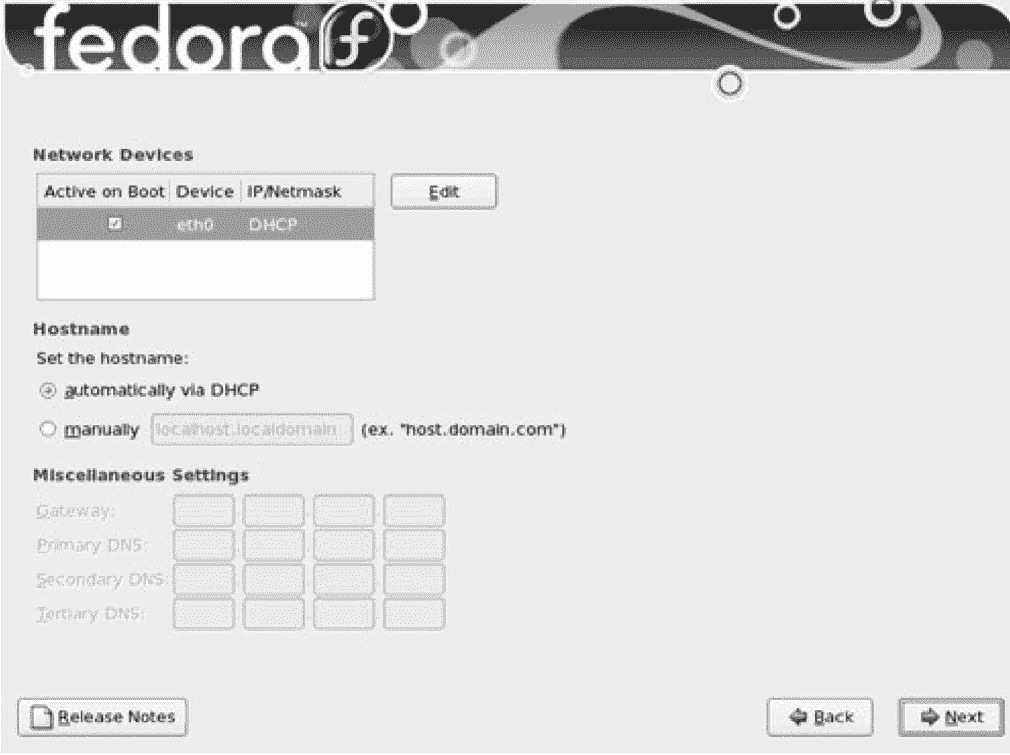 fedora f ™
Network Devices
Active on Boot Device IP/Netmask
Edit
eth0 DHCP
Hostname
Set the hostname:
automatically via DHCP
manually localhost.localdomain (ex. "host.domain.com")
Miscellaneous Settings
Gateway:
Primary DNS:
Secondary DNS:
Tertiary DNS:
Release Notes
Back
Next